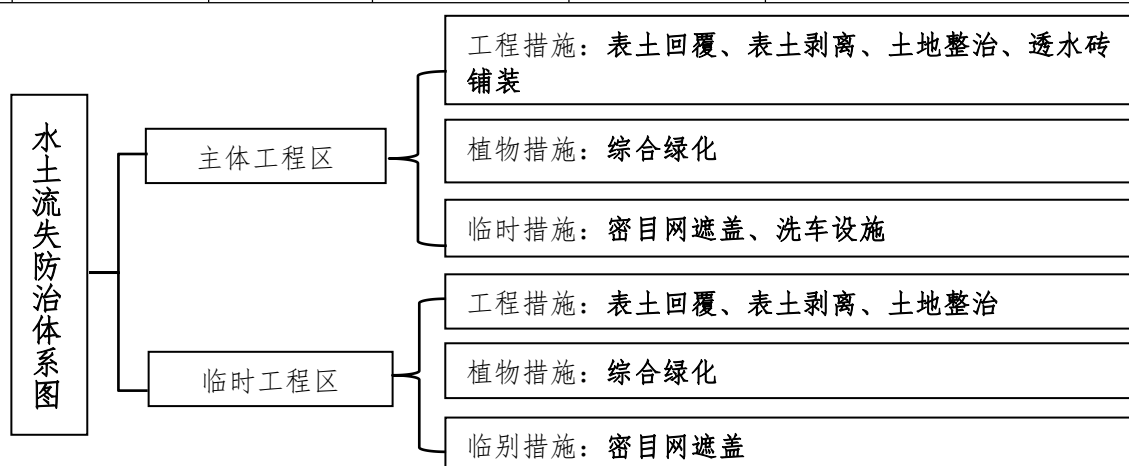 水土流失防治体系图
主体工程区
工程措施：表土回覆、表土剥离、土地整治、透水砖
铺装
植物措施：综合绿化
临时措施：密目网遮盖、洗车设施
临时工程区
工程措施：表土回覆、表土剥离、土地整治
植物措施：综合绿化
临别措施：密目网遮盖